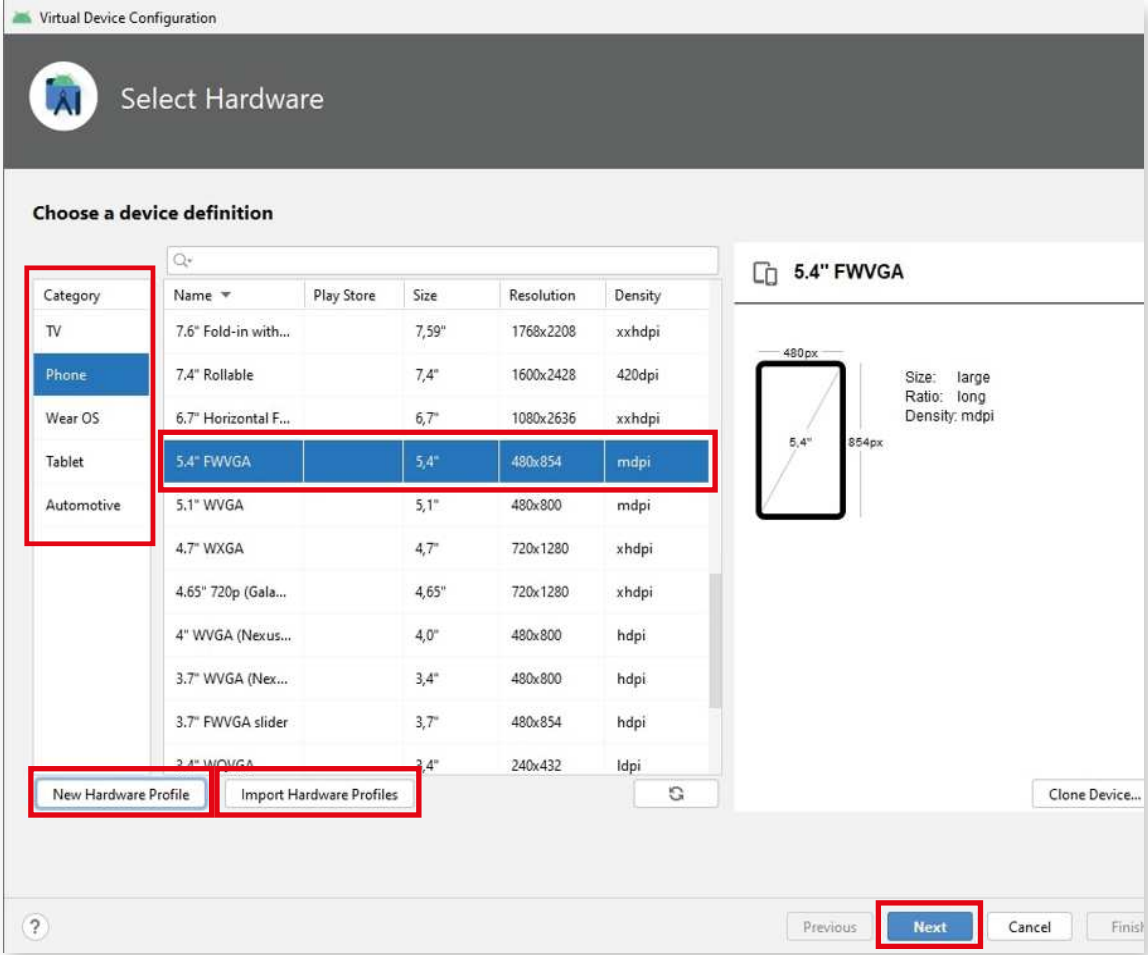 Virtual Device Configuration
Select Hardware
Choose a device definition
Category
TV
Phone
Wear OS
Tablet
Automotive
Name Play Store Size Resolution Density
7.6" Fold-in with... 7,59" 1768x2208 xxhdpi
7.4" Rollable 7,4" 1600x2428 420dpi
6.7" Horizontal F... 6,7" 1080x2636 xxhdpi
5.4" FWVGA 5,4" 480x854 mdpi
5.1" WVGA 5,1" 480x800 mdpi
4.7" WXGA 4,7" 720x1280 xhdpi
4.65" 720p (Gala... 4,65" 720x1280 xhdpi
4" WVGA (Nexus... 4,0" 480x800 hdpi
3.7" WVGA (Nex... 3,4" 480x800 hdpi
3.7" FWVGA slider 3,7" 480x854 hdpi
3.4" WQVGA 3,4" 240x432 ldpi
5.4" FWVGA
480px
5,4"
854px
Size: large
Ratio: long
Density: mdpi
New Hardware Profile
Import Hardware Profiles
Clone Device...
?
Previous
Next
Cancel
Finish